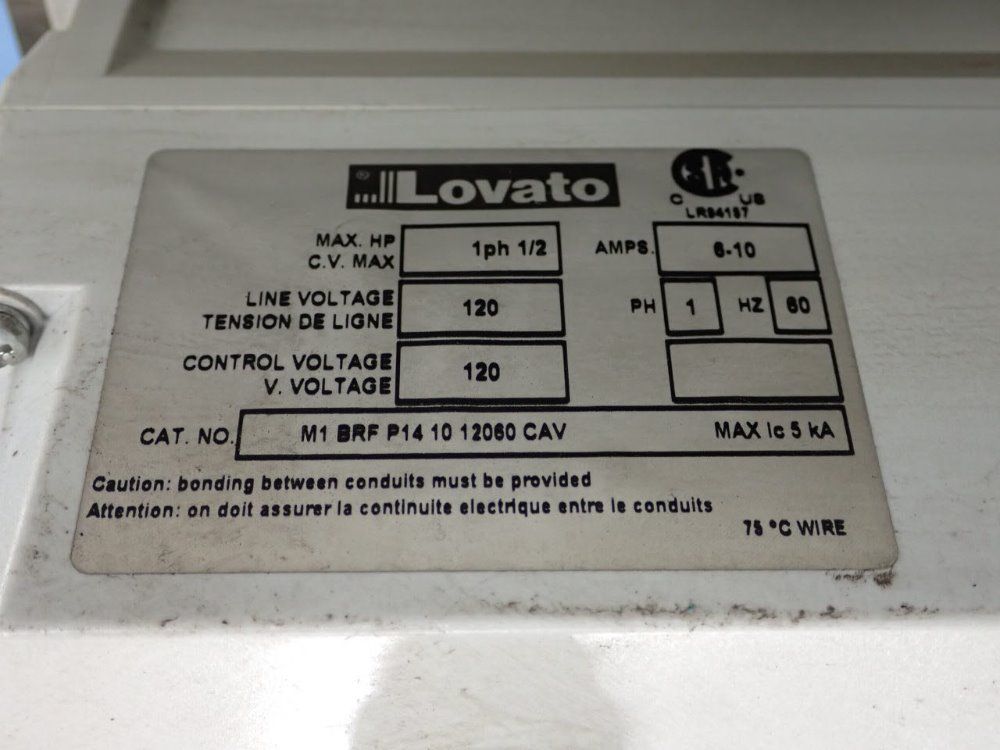 Lovato ®
C US
LR94187
MAX. HP 1ph 1/2 AMPS. 6-10
C.V. MAX
LINE VOLTAGE 120 PH 1 HZ 60
TENSION DE LIGNE
CONTROL VOLTAGE 120
V. VOLTAGE
CAT. NO. M1 BRF P14 10 12060 CAV MAX Ic 5 kA
Caution: bonding between conduits must be provided
Attention: on doit assurer la continuite electrique entre le conduits
75 °C WIRE